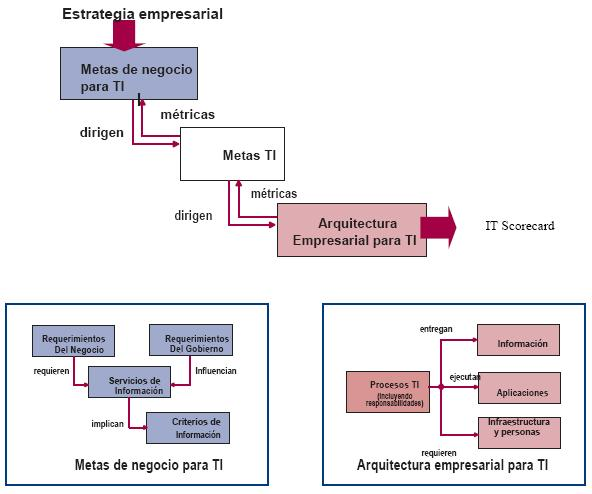 Estrategia empresarial
Metas de negocio
para TI
métricas
dirigen
Metas TI
métricas
dirigen
Arquitectura
Empresarial para TI
IT Scorecard
Requerimientos
Del Negocio
Requerimientos
Del Gobierno
requieren
Influencian
Servicios de
Información
implican
Criterios de
Información
Metas de negocio para TI
entregan
Información
Procesos TI
(incluyendo
responsabilidades)
ejecutan
Aplicaciones
Infraestructura
y personas
requieren
Arquitectura empresarial para TI